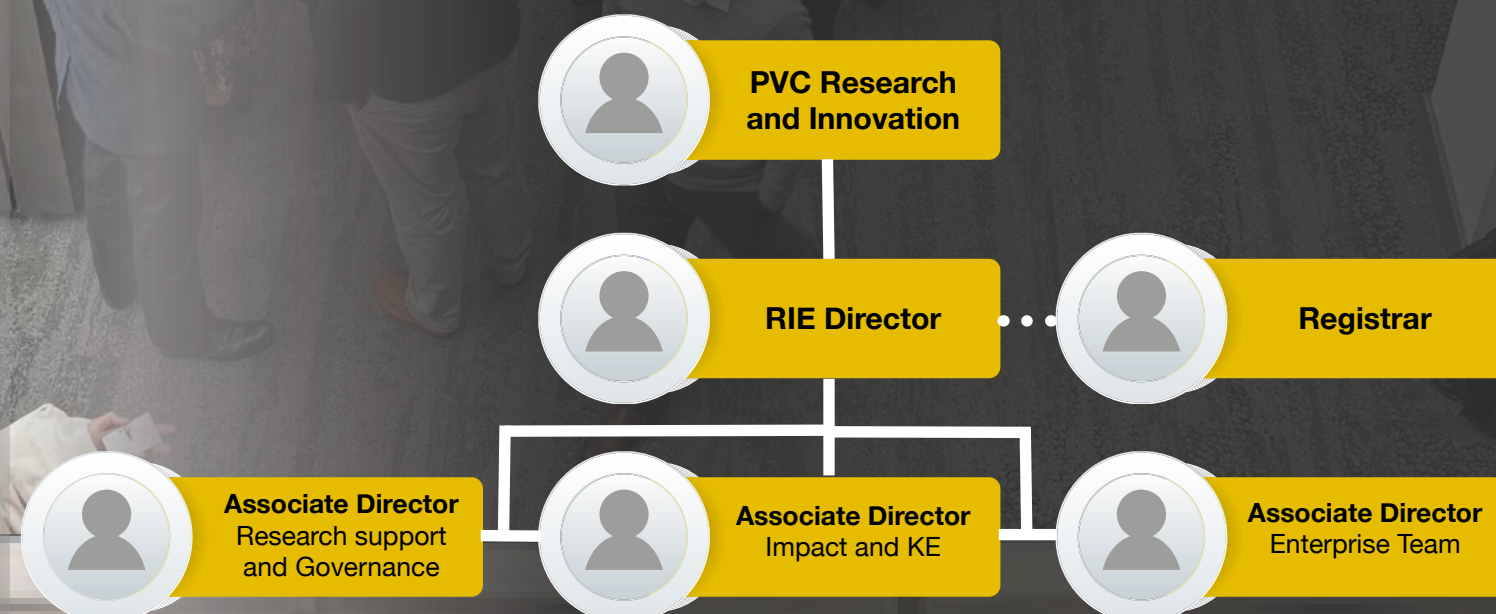 PVC Research
and Innovation
RIE Director
Registrar
Associate Director
Research support
and Governance
Associate Director
Impact and KE
Associate Director
Enterprise Team